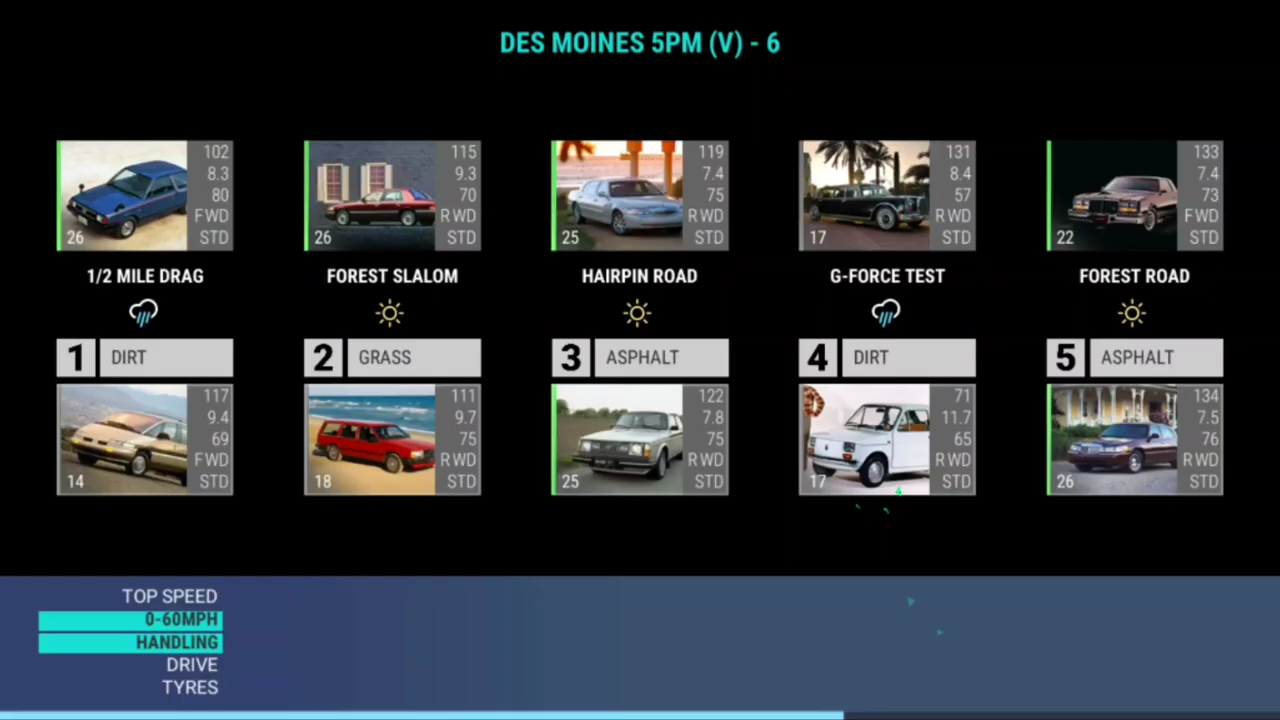 DES MOINES 5PM (V) - 6
102
8.3
80
FWD
26 STD
115
9.3
70
RWD
26 STD
119
7.4
75
RWD
25 STD
131
8.4
57
RWD
17 STD
133
7.4
73
FWD
22 STD
1/2 MILE DRAG
FOREST SLALOM
HAIRPIN ROAD
G-FORCE TEST
FOREST ROAD
1 DIRT
2 GRASS
3 ASPHALT
4 DIRT
5 ASPHALT
117
9.4
69
FWD
14 STD
111
9.7
75
RWD
18 STD
122
7.8
75
RWD
25 STD
71
11.7
65
RWD
17 STD
134
7.5
76
RWD
26 STD
TOP SPEED
0-60MPH
HANDLING
DRIVE
TYRES